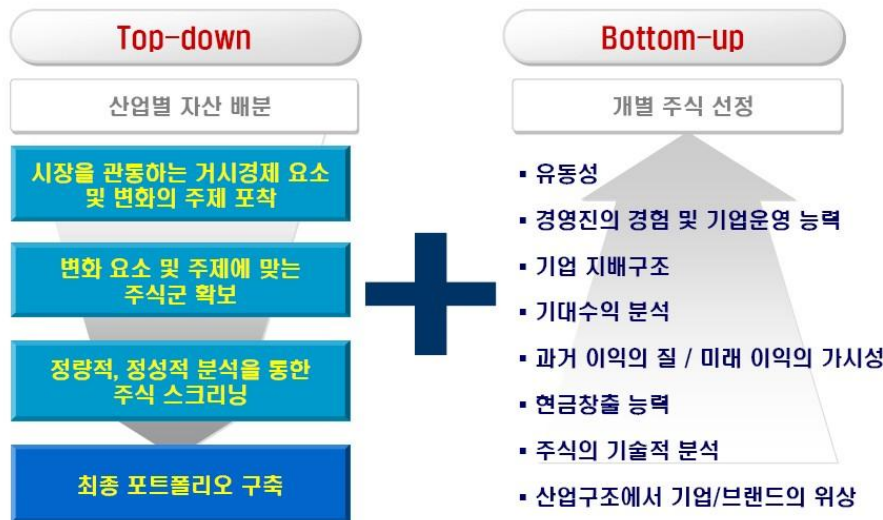 Top-down
산업별 자산 배분
시장을 관통하는 거시경제 요소
및 변화의 주제 포착
변화 요소 및 주제에 맞는
주식군 확보
정량적, 정성적 분석을 통한
주식 스크리닝
최종 포트폴리오 구축
Bottom-up
개별 주식 선정
▪ 유동성
▪ 경영진의 경험 및 기업운영 능력
▪ 기업 지배구조
▪ 기대수익 분석
▪ 과거 이익의 질 / 미래 이익의 가시성
▪ 현금창출 능력
▪ 주식의 기술적 분석
▪ 산업구조에서 기업/브랜드의 위상